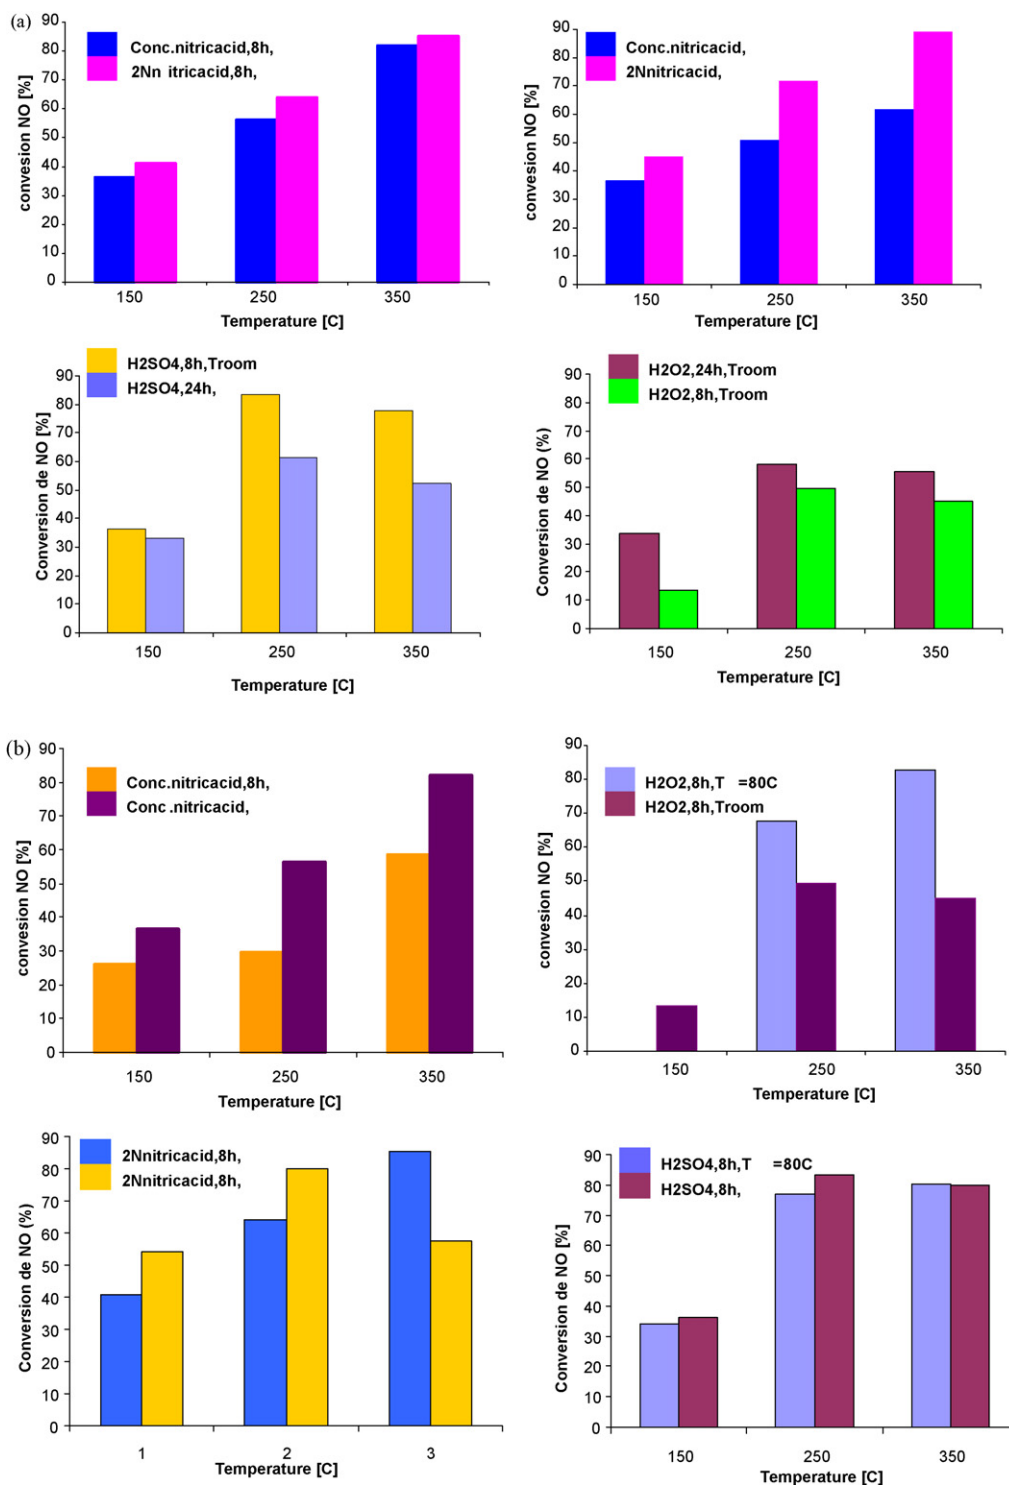 (a)
90
80
70
60
50
40
30
20
10
0
convesion NO [%]
Conc.nitricacid,8h,
2Nn itricacid,8h,
150 250 350
Temperature [C]
90
80
70
60
50
40
30
20
10
0
convesion NO [%]
Conc.nitricacid,
2Nnitricacid,
150 250 350
Temperature [C]
90
80
70
60
50
40
30
20
10
0
Conversion de NO [%]
H2SO4,8h,Troom
H2SO4,24h,
150 250 350
Temperature [C]
90
80
70
60
50
40
30
20
10
0
Conversion de NO (%)
H2O2,24h,Troom
H2O2,8h,Troom
150 250 350
Temperature [C]
(b)
90
80
70
60
50
40
30
20
10
0
convesion NO [%]
Conc.nitricacid,8h,
Conc .nitricacid,
150 250 350
Temperature [C]
90
80
70
60
50
40
30
20
10
0
convesion NO [%]
H2O2,8h,T =80C
H2O2,8h,Troom
150 250 350
Temperature [C]
90
80
70
60
50
40
30
20
10
0
Conversion de NO (%)
2Nnitricacid,8h,
2Nnitricacid,8h,
1 2 3
Temperature [C]
90
80
70
60
50
40
30
20
10
0
Conversion de NO [%]
H2SO4,8h,T =80C
H2SO4,8h,
150 250 350
Temperature [C]